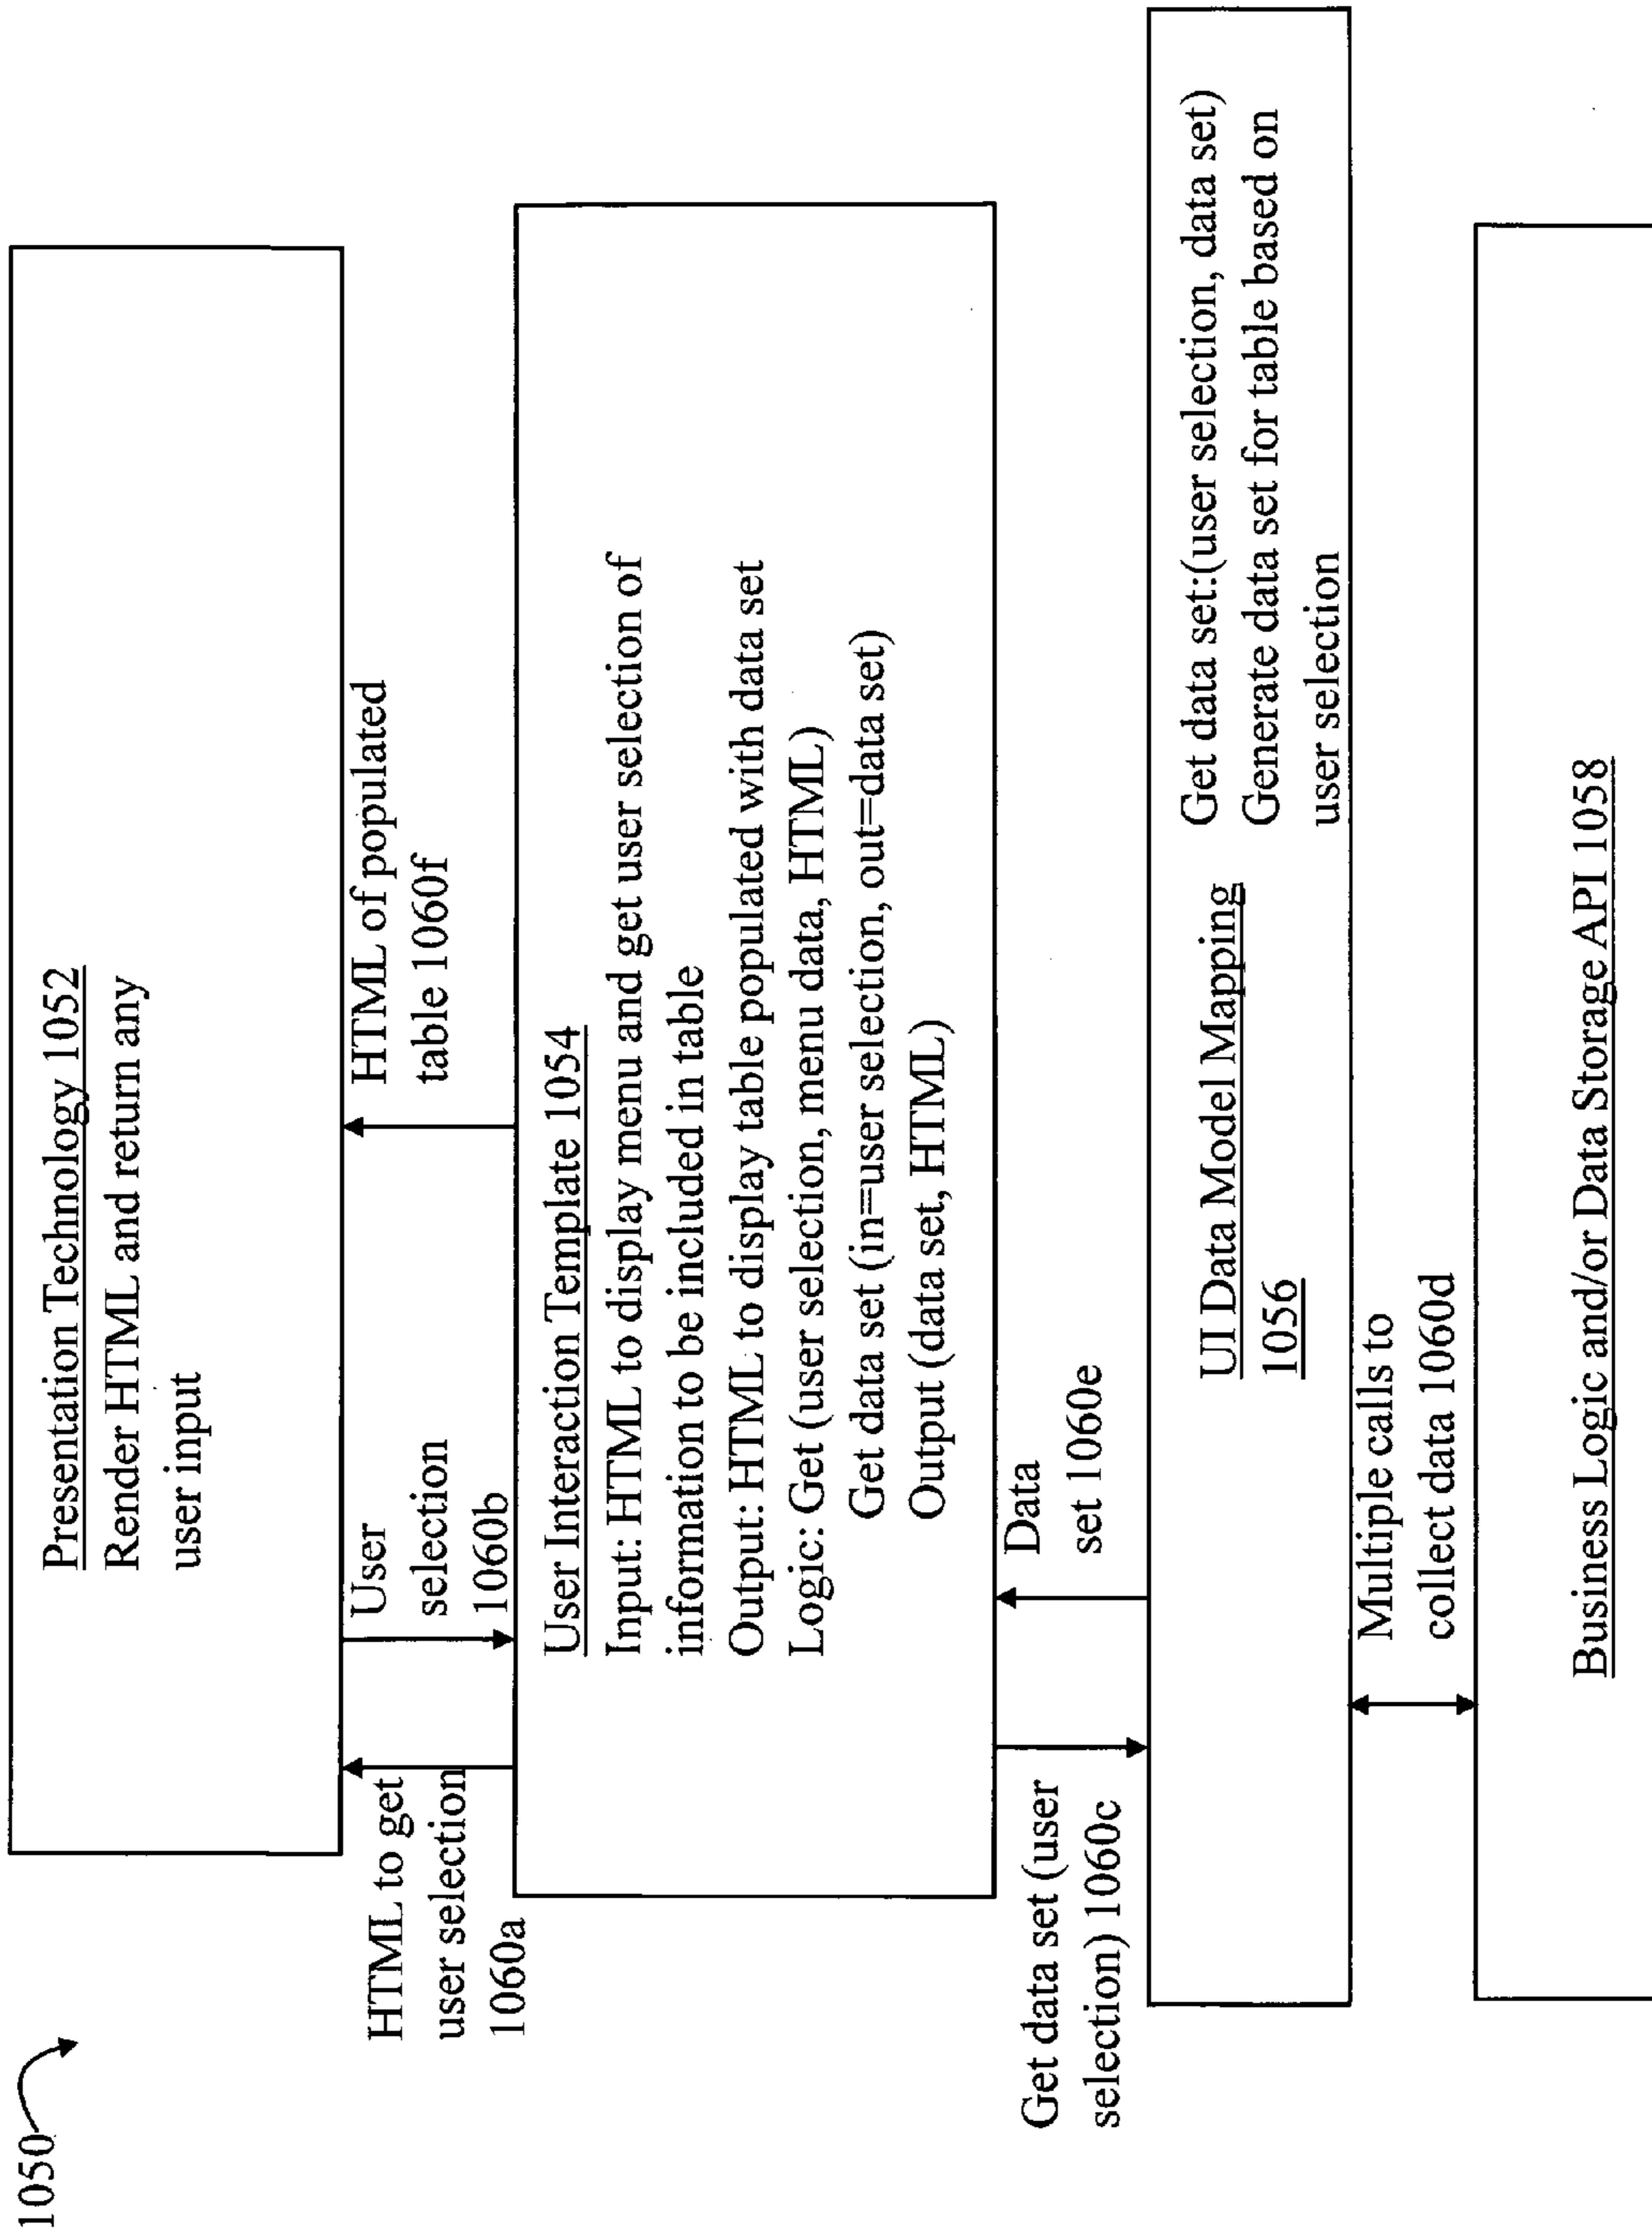 1050
Presentation Technology 1052
Render HTML and return any
user input
HTML to get
user selection
1060a
User
selection
1060b
HTML of populated
table 1060f
User Interaction Template 1054
Input: HTML to display menu and get user selection of
information to be included in table
Output: HTML to display table populated with data set
Logic: Get (user selection, menu data, HTML)
Get data set (in=user selection, out=data set)
Output (data set, HTML)
Get data set (user
selection) 1060c
Data
set 1060e
UI Data Model Mapping
1056
Get data set:(user selection, data set)
Generate data set for table based on
user selection
Multiple calls to
collect data 1060d
Business Logic and/or Data Storage API 1058